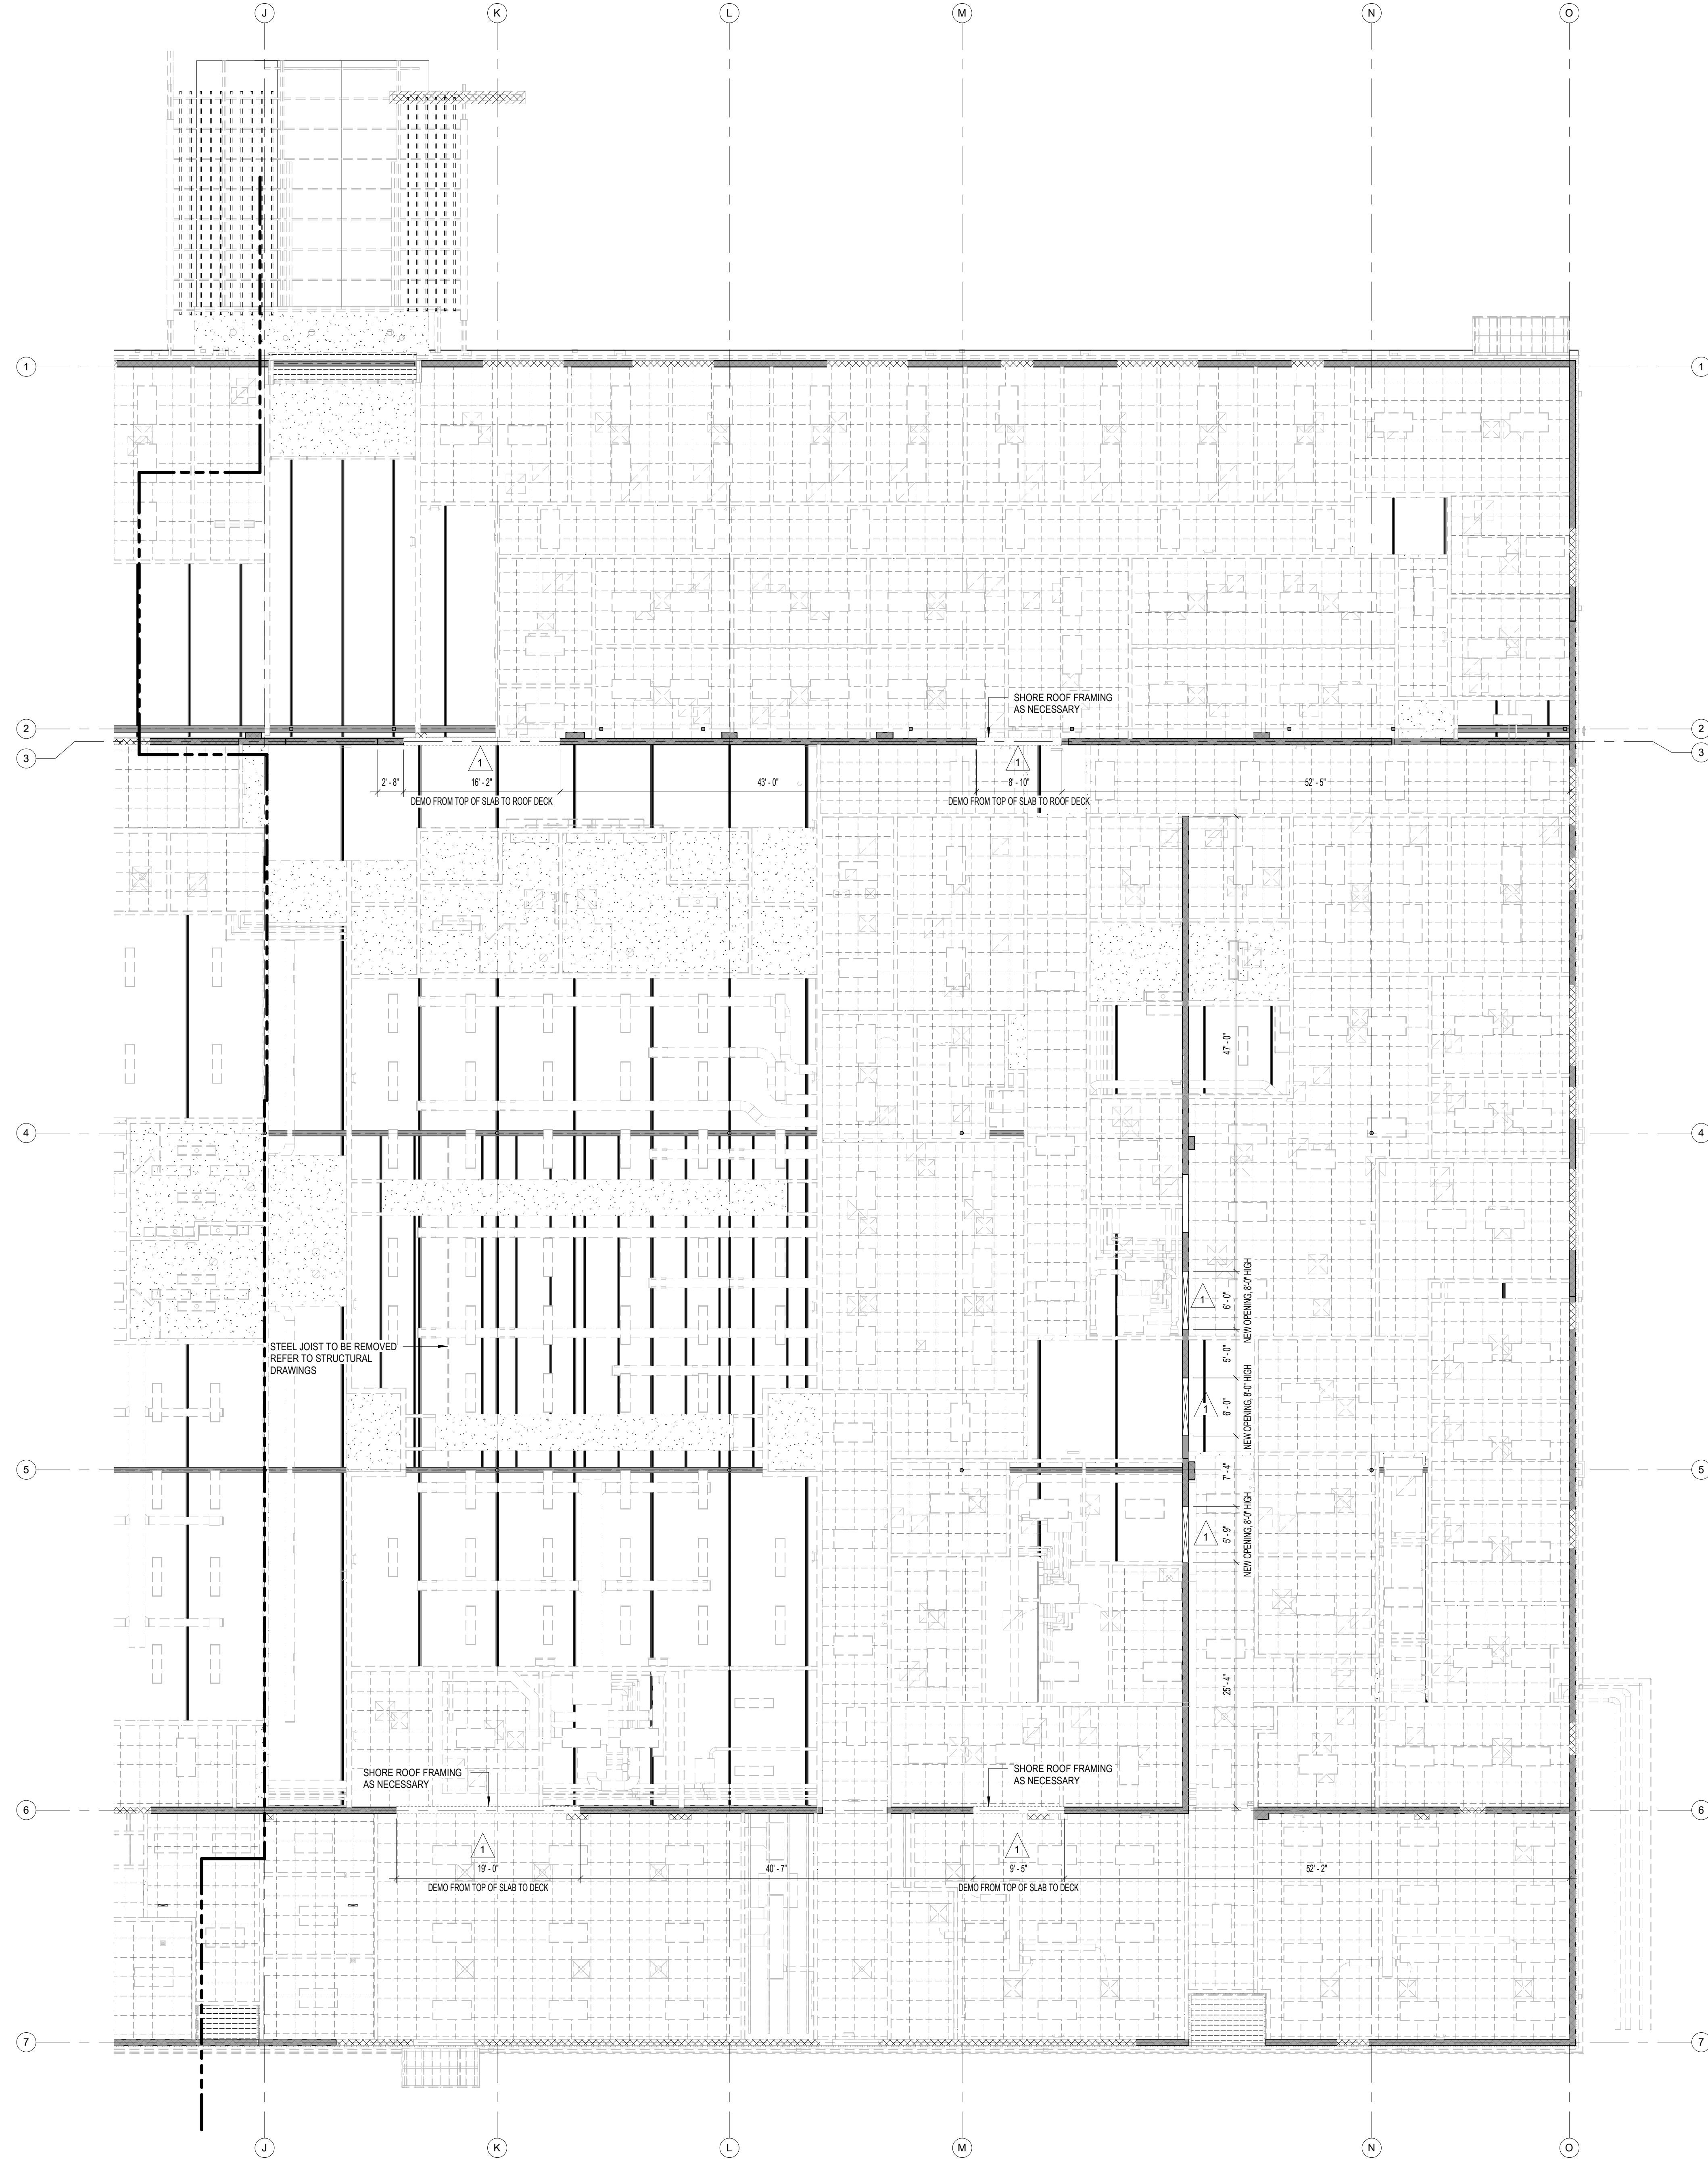 J K L M N O
1 1
SHORE ROOF FRAMING
AS NECESSARY
2 2
3 3
1 1
2' - 8" 16' - 2" 43' - 0" 8' - 10" 52' - 5"
DEMO FROM TOP OF SLAB TO ROOF DECK
DEMO FROM TOP OF SLAB TO ROOF DECK
47' - 0"
4 4
1
6' - 0"
NEW OPENING, 8'-0" HIGH
STEEL JOIST TO BE REMOVED
REFER TO STRUCTURAL
DRAWINGS
5' - 0"
1
6' - 0"
NEW OPENING, 8'-0" HIGH
5 5
7' - 4"
1
5' - 9"
NEW OPENING, 8'-0" HIGH
25' - 4"
SHORE ROOF FRAMING
AS NECESSARY
SHORE ROOF FRAMING
AS NECESSARY
6 6
1 1
19' - 0" 40' - 7" 9' - 5" 52' - 2"
DEMO FROM TOP OF SLAB TO DECK
DEMO FROM TOP OF SLAB TO DECK
7 7
J K L M N O